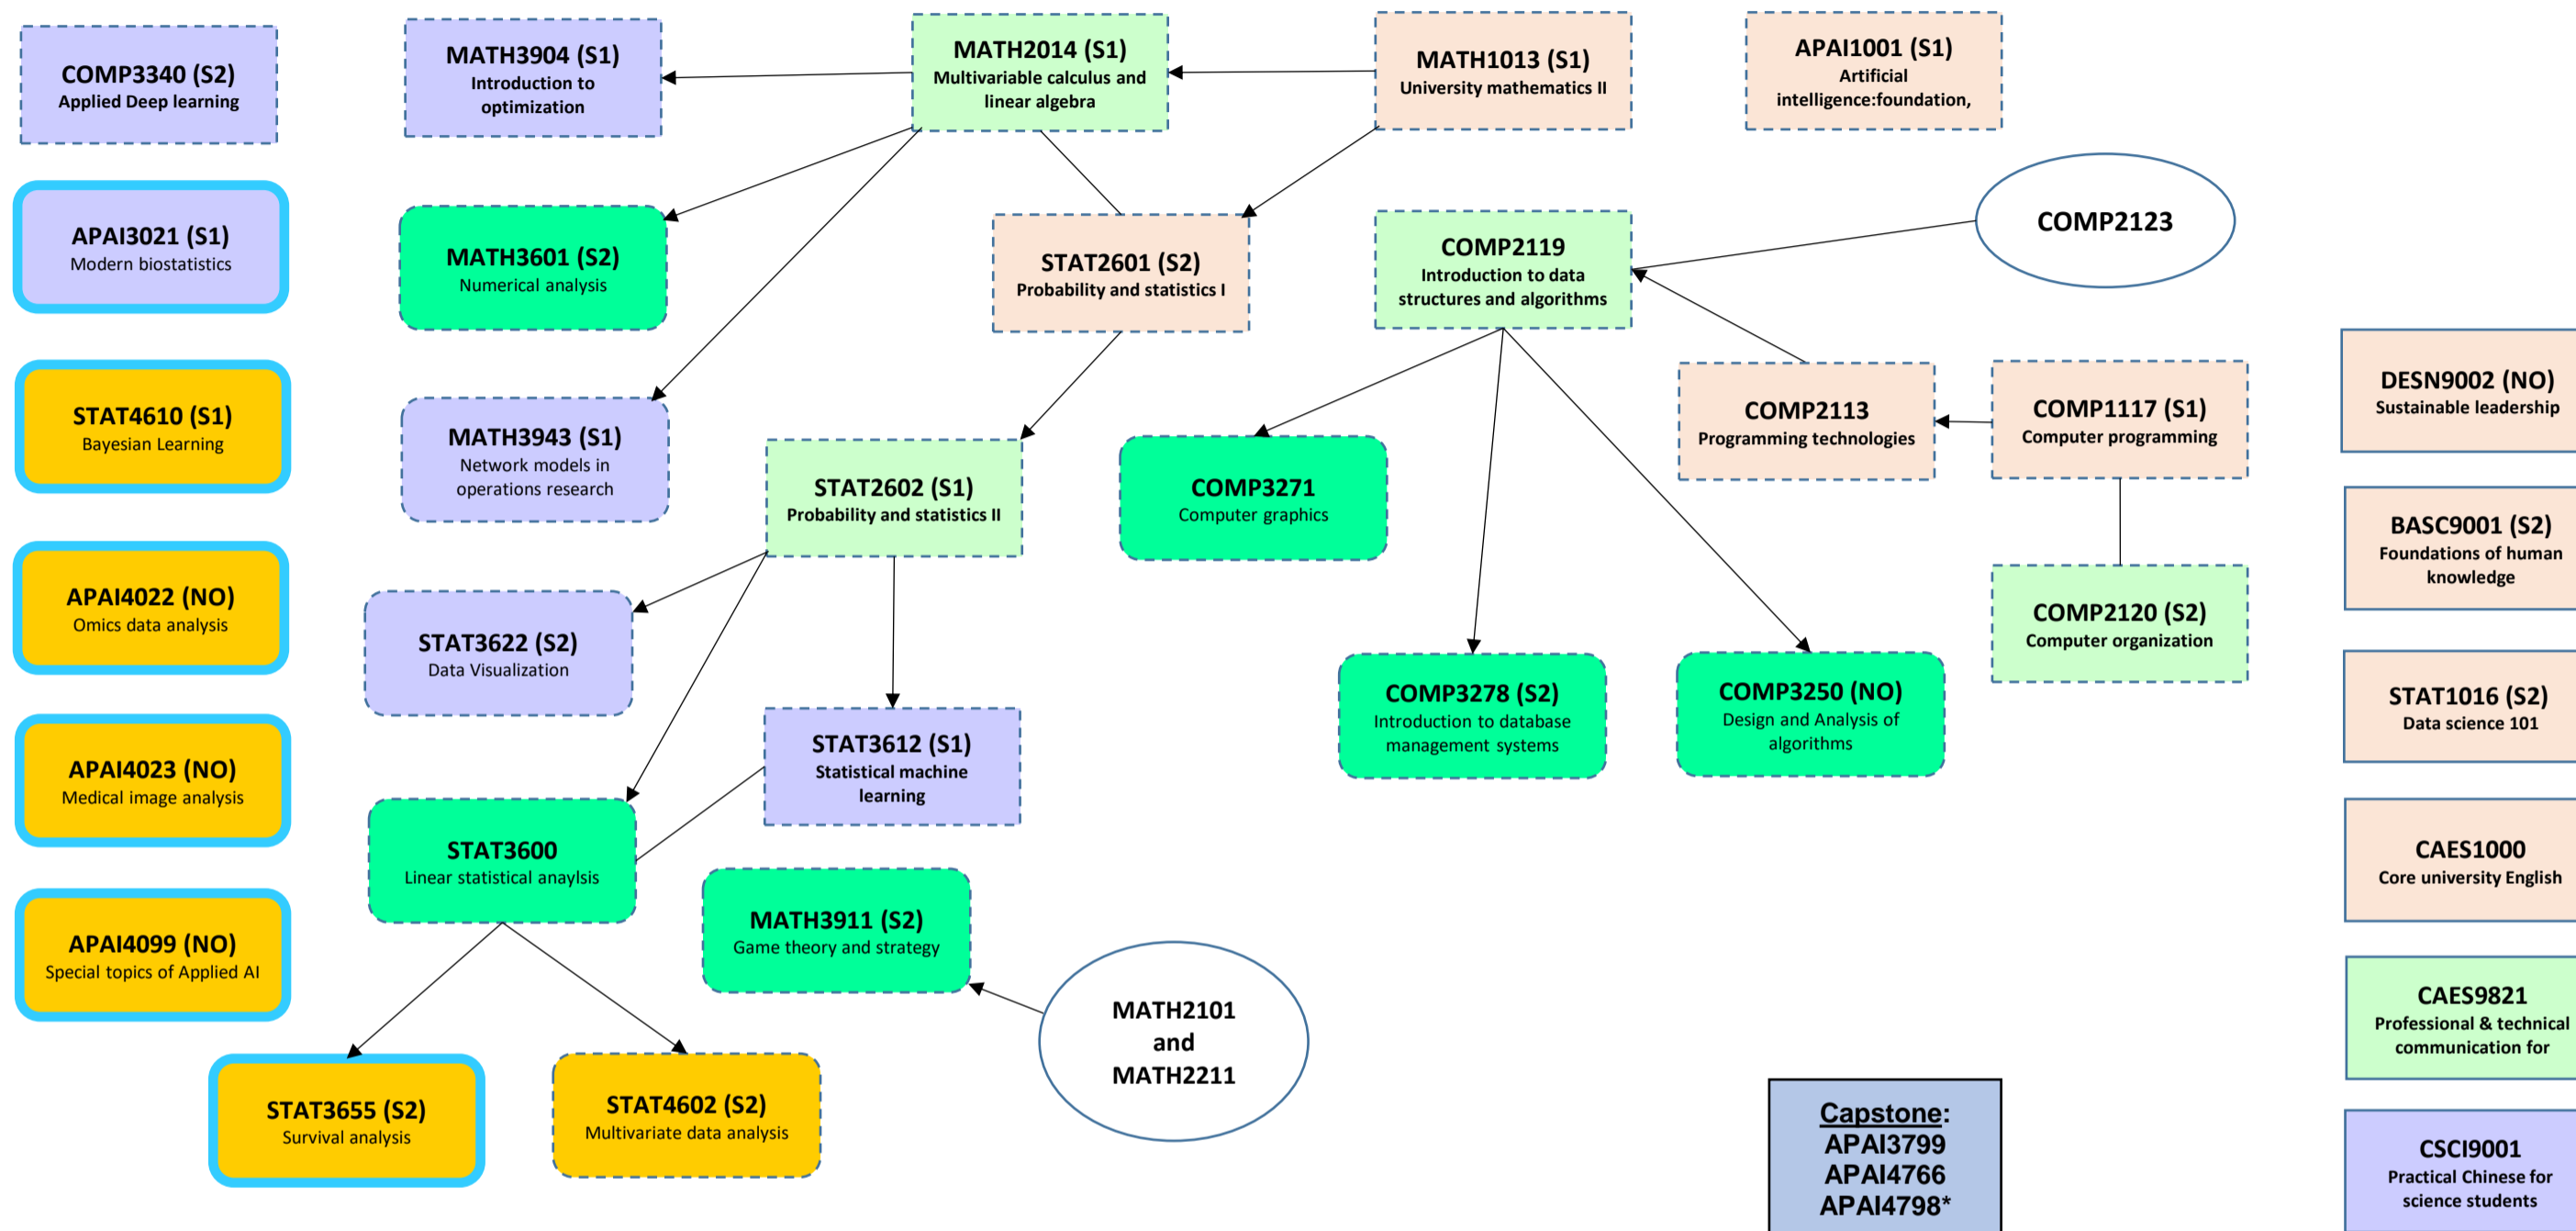 COMP3340 (S2)
Applied Deep learning
MATH3904 (S1)
Introduction to
optimization
MATH2014 (S1)
Multivariable calculus and
linear algebra
MATH1013 (S1)
University mathematics II
APAI1001 (S1)
Artificial
intelligence:foundation,
APAI3021 (S1)
Modern biostatistics
MATH3601 (S2)
Numerical analysis
STAT2601 (S2)
Probability and statistics I
COMP2119
Introduction to data
structures and algorithms
COMP2123
STAT4610 (S1)
Bayesian Learning
MATH3943 (S1)
Network models in
operations research
STAT2602 (S1)
Probability and statistics II
COMP3271
Computer graphics
COMP2113
Programming technologies
COMP1117 (S1)
Computer programming
DESN9002 (NO)
Sustainable leadership
BASC9001 (S2)
Foundations of human
knowledge
APAI4022 (NO)
Omics data analysis
STAT3622 (S2)
Data Visualization
COMP2120 (S2)
Computer organization
STAT3612 (S1)
Statistical machine
learning
COMP3278 (S2)
Introduction to database
management systems
COMP3250 (NO)
Design and Analysis of
algorithms
STAT1016 (S2)
Data science 101
APAI4023 (NO)
Medical image analysis
STAT3600
Linear statistical anaylsis
CAES1000
Core university English
APAI4099 (NO)
Special topics of Applied AI
MATH3911 (S2)
Game theory and strategy
MATH2101
and
MATH2211
CAES9821
Professional & technical
communication for
STAT3655 (S2)
Survival analysis
STAT4602 (S2)
Multivariate data analysis
Capstone:
APAI3799
APAI4766
APAI4798*
CSCI9001
Practical Chinese for
science students